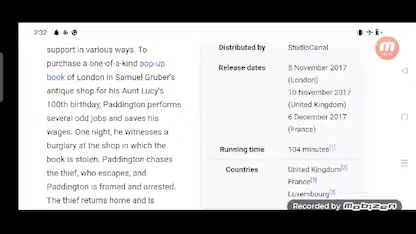 2:32
support in various ways. To
purchase a one-of-a-kind pop-up
book of London in Samuel Gruber's
antique shop for his Aunt Lucy's
100th birthday, Paddington performs
several odd jobs and saves his
wages. One night, he witnesses a
burglary at the shop in which the
book is stolen. Paddington chases
the thief, who escapes, and
Paddington is framed and arrested.
The thief returns home and is
Distributed by StudioCanal
Release dates 5 November 2017
(London)
10 November 2017
(United Kingdom)
6 December 2017
(France)
Running time 104 minutes[1]
Countries United Kingdom[2]
France[3]
Luxembourg[3]
Recorded by Mobizen